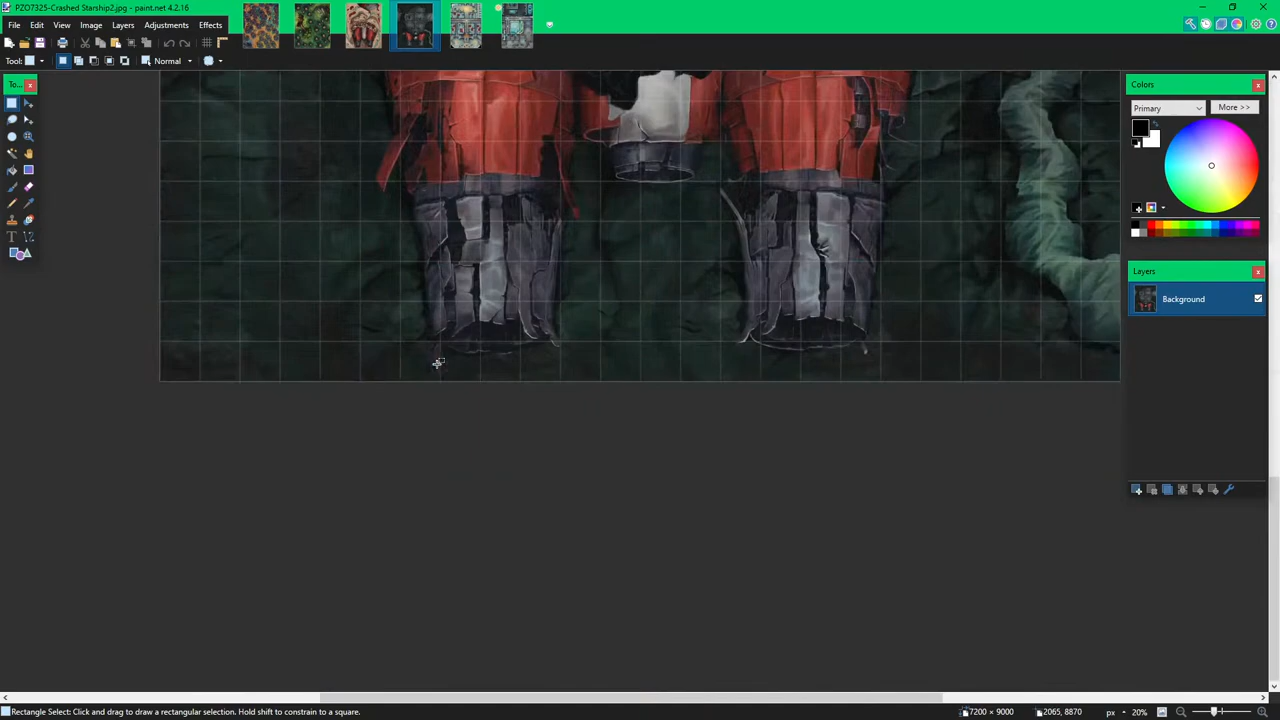 PZO7325-Crashed Starship2.jpg - paint.net 4.2.16
File Edit View Image Layers Adjustments Effects
Tool: Normal
To...
Colors
Primary More >>
Layers
Background
Rectangle Select: Click and drag to draw a rectangular selection. Hold shift to constrain to a square.
7200 × 9000 2065, 8870 px 20%